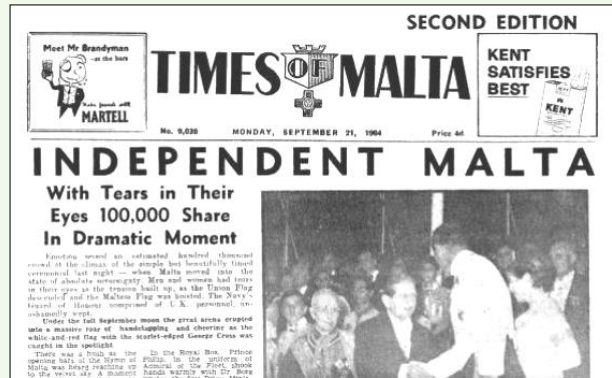 SECOND EDITION
Meet Mr Brandyman
-at the bars
MARTELL
TIMES OF MALTA
KENT
SATISFIES
BEST
KENT
MONDAY, SEPTEMBER 21, 1964
Price 4d.
INDEPENDENT MALTA
With Tears in Their
Eyes 100,000 Share
In Dramatic Moment
Emotion seized an estimated hundred thousand
crowd at the climax of the simple but beautifully timed
ceremonial last night — when Malta moved into the
state of absolute sovereignty. Men and women had tears
in their eyes as the tension built up, as the Union Flag
descended and the Maltese Flag was hoisted. The Navy's
Guard of Honour comprised of U.K. personnel, un-
ashamedly wept.
Under the full September moon the great arena erupted
into a massive roar of handclapping and cheering as the
white-and-red flag with the scarlet-edged George Cross was
caught in the spotlight
There was a hush as the
opening bars of the Hymn of
Malta was heard reaching up
to the velvet sky. A moment
In the Royal Box, Prince
Philip, in the uniform of
Admiral of the Fleet, shook
hands warmly with Dr. Borg